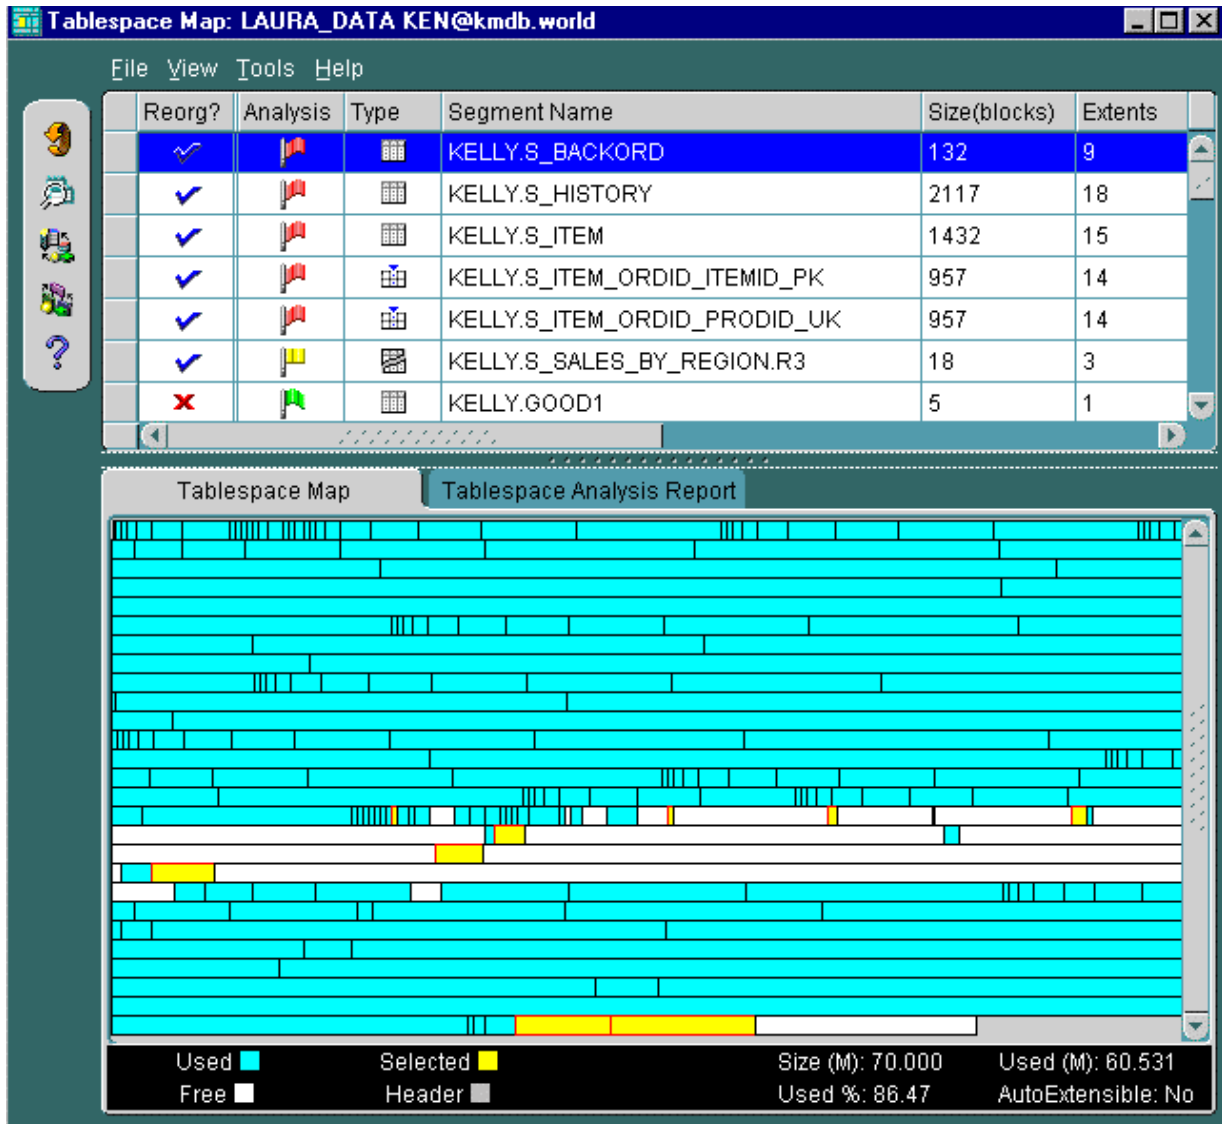 Tablespace Map: LAURA_DATA KEN@kmdb.world
File View Tools Help
Reorg? Analysis Type Segment Name Size(blocks) Extents
KELLY.S_BACKORD 132 9
KELLY.S_HISTORY 2117 18
KELLY.S_ITEM 1432 15
KELLY.S_ITEM_ORDID_ITEMID_PK 957 14
KELLY.S_ITEM_ORDID_PRODID_UK 957 14
KELLY.S_SALES_BY_REGION.R3 18 3
KELLY.GOOD1 5 1
Tablespace Map Tablespace Analysis Report
Used Selected Size (M): 70.000 Used (M): 60.531
Free Header Used %: 86.47 AutoExtensible: No